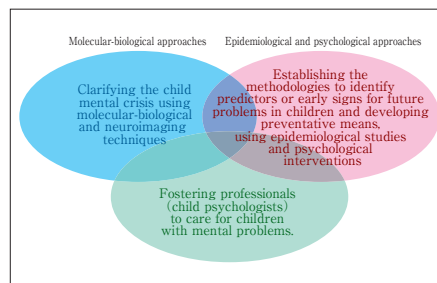 Molecular-biological approaches
Epidemiological and psychological approaches
Clarifying the child
mental crisis using
molecular-biological
and neuroimaging
techniques
Establishing the
methodologies to identify
predictors or early signs for future
problems in children and developing
preventative means,
using epidemiological studies
and psychological
interventions
Fostering professionals
(child psychologists)
to care for children
with mental problems.